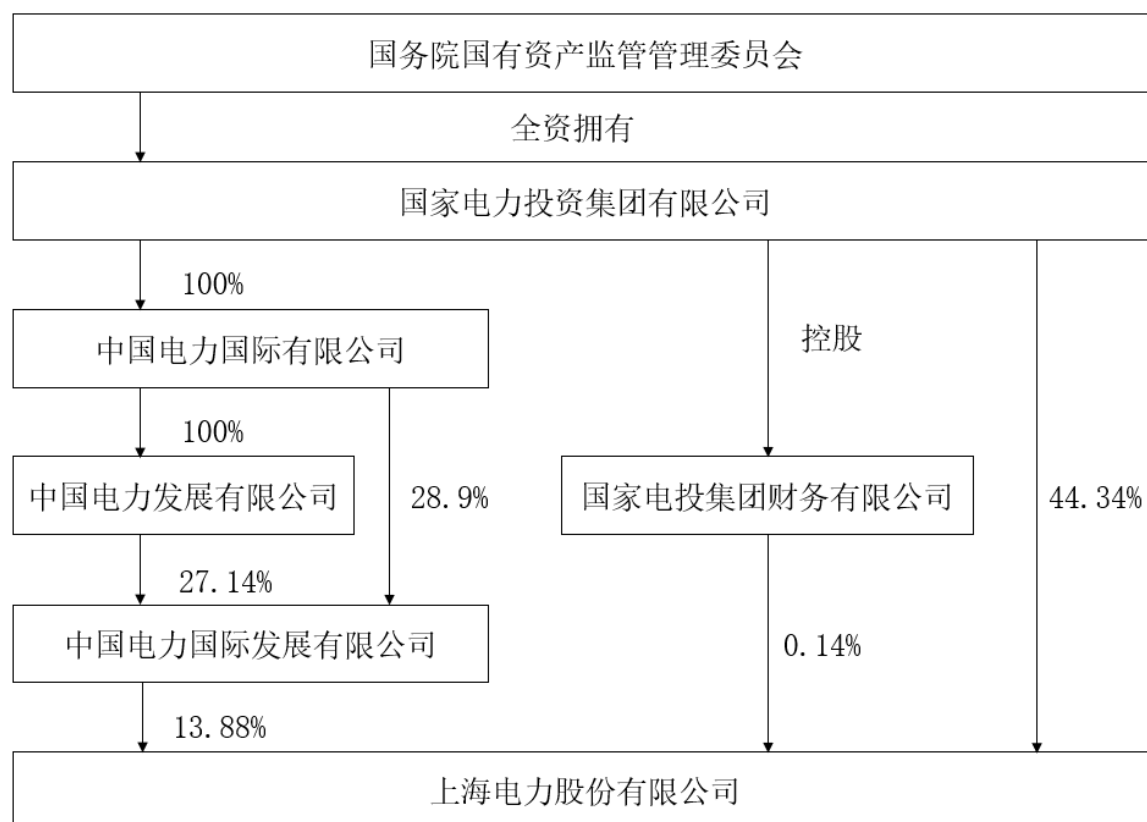 国务院国有资产监管管理委员会
全资拥有
国家电力投资集团有限公司
100%
中国电力国际有限公司
控股
100%
中国电力发展有限公司
28.9%
国家电投集团财务有限公司
44.34%
27.14%
中国电力国际发展有限公司
0.14%
13.88%
上海电力股份有限公司